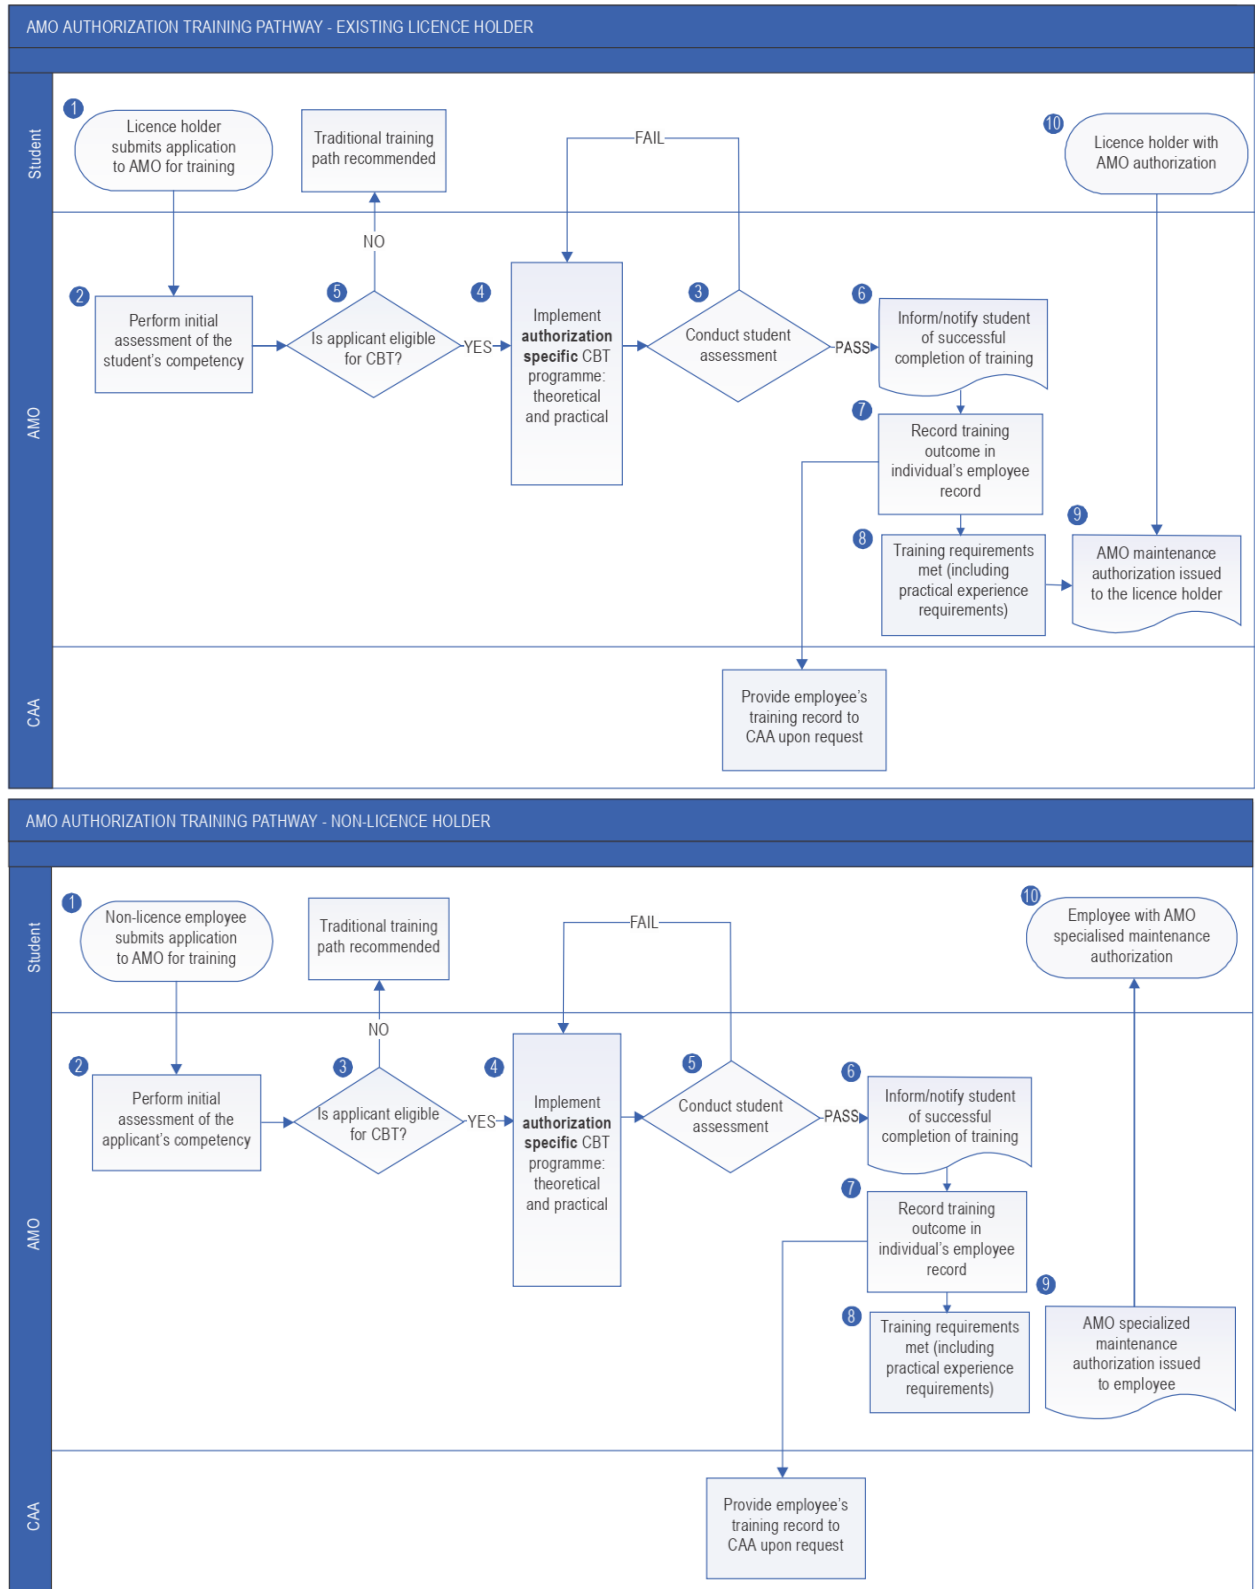 AMO AUTHORIZATION TRAINING PATHWAY - EXISTING LICENCE HOLDER
Student
1
Licence holder
submits application
to AMO for training
Traditional training
path recommended
FAIL
10
Licence holder with
AMO authorization
AMO
NO
2
Perform initial
assessment of the
student's competency
5
Is applicant eligible
for CBT?
YES
4
Implement
authorization
specific CBT
programme:
theoretical
and practical
3
Conduct student
assessment
PASS
6
Inform/notify student
of successful
completion of training
7
Record training
outcome in
individual's employee
record
8
Training requirements
met (including
practical experience
requirements)
9
AMO maintenance
authorization issued
to the licence holder
CAA
Provide employee's
training record to
CAA upon request
AMO AUTHORIZATION TRAINING PATHWAY - NON-LICENCE HOLDER
Student
1
Non-licence employee
submits application
to AMO for training
Traditional training
path recommended
FAIL
10
Employee with AMO
specialised maintenance
authorization
AMO
NO
2
Perform initial
assessment of the
applicant's competency
3
Is applicant eligible
for CBT?
YES
4
Implement
authorization
specific CBT
programme:
theoretical
and practical
5
Conduct student
assessment
PASS
6
Inform/notify student
of successful
completion of training
7
Record training
outcome in
individual's employee
record
8
Training requirements
met (including
practical experience
requirements)
9
AMO specialized
maintenance
authorization issued
to employee
CAA
Provide employee's
training record to
CAA upon request